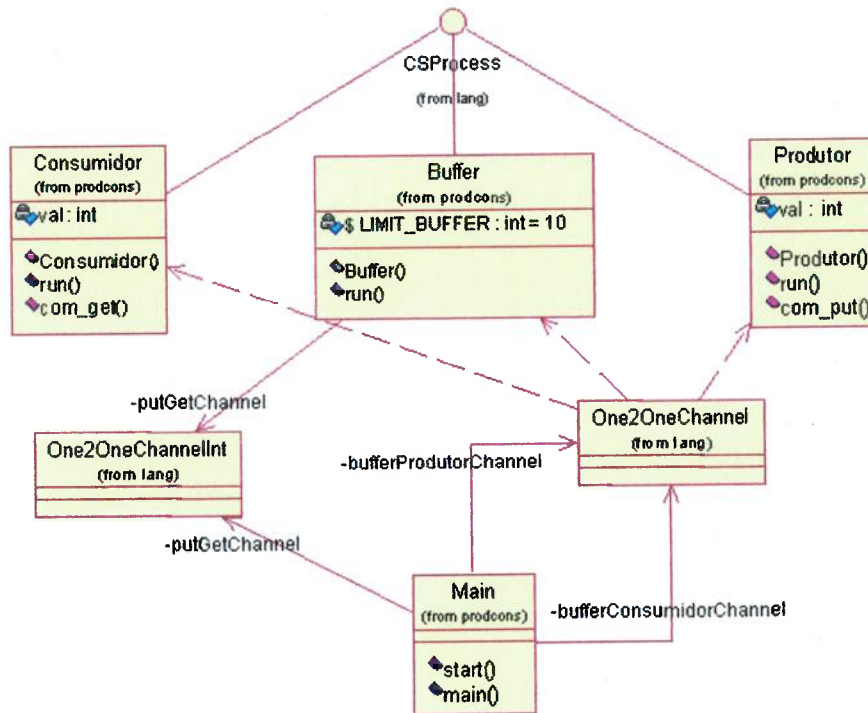 CSProcess
(from lang)
Consumidor
(from prodcons)
val : int
Consumidor()
run()
com_get()
Buffer
(from prodcons)
$ LIMIT_BUFFER : int = 10
Buffer()
run()
Produtor
(from prodcons)
val : int
Produtor()
run()
com_put()
-putGetChannel
One2OneChannelInt
(from lang)
One2OneChannel
(from lang)
-bufferProdutorChannel
-putGetChannel
Main
(from prodcons)
start()
main()
-bufferConsumidorChannel